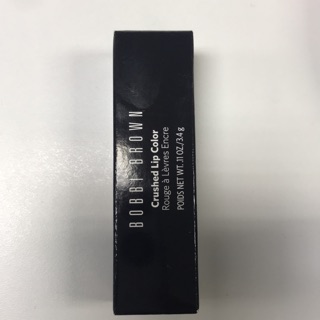 BOBBI BROWN
Crushed Lip Color
Rouge à Lèvres Encre
POIDS NET WT. .11 OZ./3.4 g